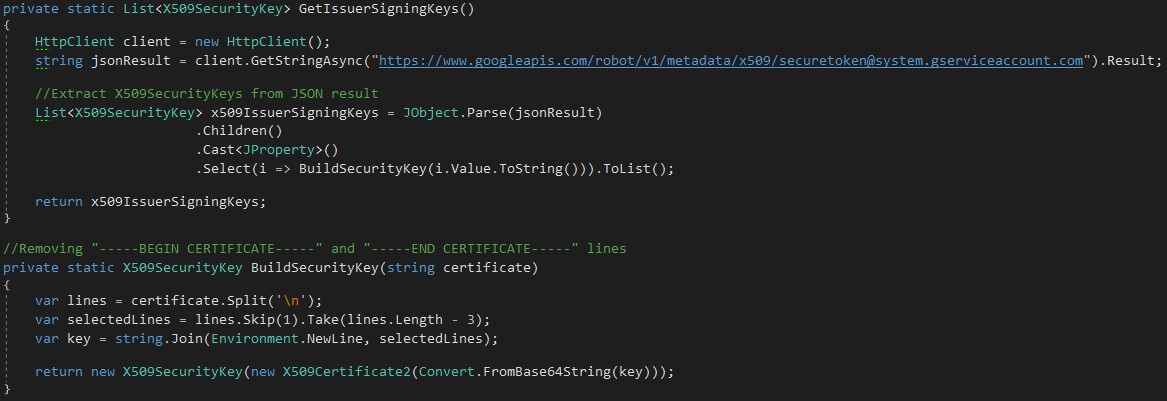 private static List<X509SecurityKey> GetIssuerSigningKeys()
{
HttpClient client = new HttpClient();
string jsonResult = client.GetStringAsync("https://www.googleapis.com/robot/v1/metadata/x509/securetoken@system.gserviceaccount.com").Result;
//Extract X509SecurityKeys from JSON result
List<X509SecurityKey> x509IssuerSigningKeys = JObject.Parse(jsonResult)
.Children()
.Cast<JProperty>()
.Select(i => BuildSecurityKey(i.Value.ToString())).ToList();
return x509IssuerSigningKeys;
}
//Removing "-----BEGIN CERTIFICATE-----" and "-----END CERTIFICATE-----" lines
private static X509SecurityKey BuildSecurityKey(string certificate)
{
var lines = certificate.Split('\n');
var selectedLines = lines.Skip(1).Take(lines.Length - 3);
var key = string.Join(Environment.NewLine, selectedLines);
return new X509SecurityKey(new X509Certificate2(Convert.FromBase64String(key)));
}